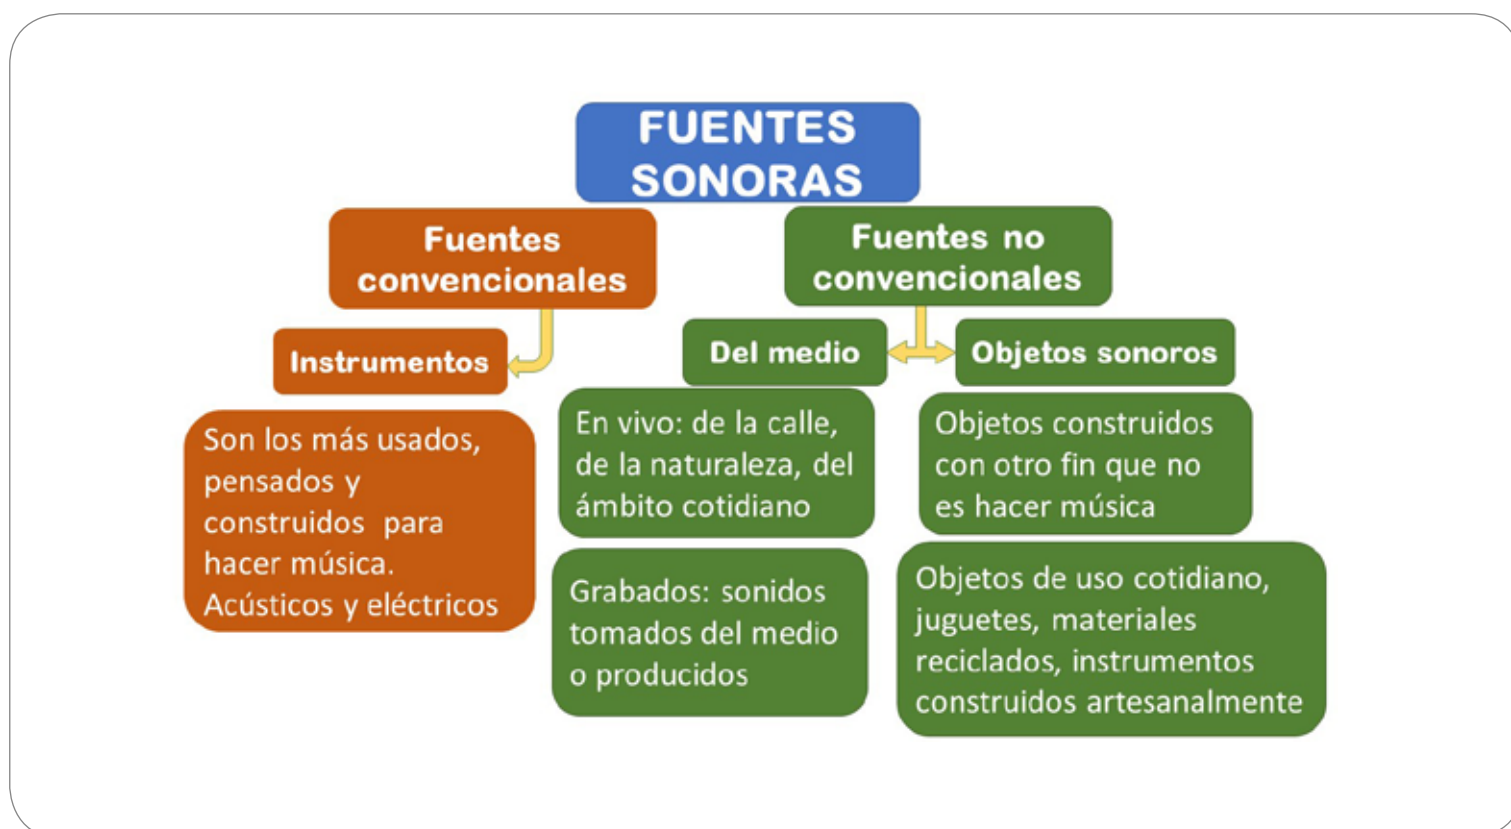 FUENTES
SONORAS
Fuentes
convencionales
Instrumentos
Son los más usados,
pensados y
construidos para
hacer música.
Acústicos y eléctricos
Fuentes no
convencionales
Del medio
En vivo: de la calle,
de la naturaleza, del
ámbito cotidiano
Grabados: sonidos
tomados del medio
o producidos
Objetos sonoros
Objetos construidos
con otro fin que no
es hacer música
Objetos de uso cotidiano,
juguetes, materiales
reciclados, instrumentos
construidos artesanalmente